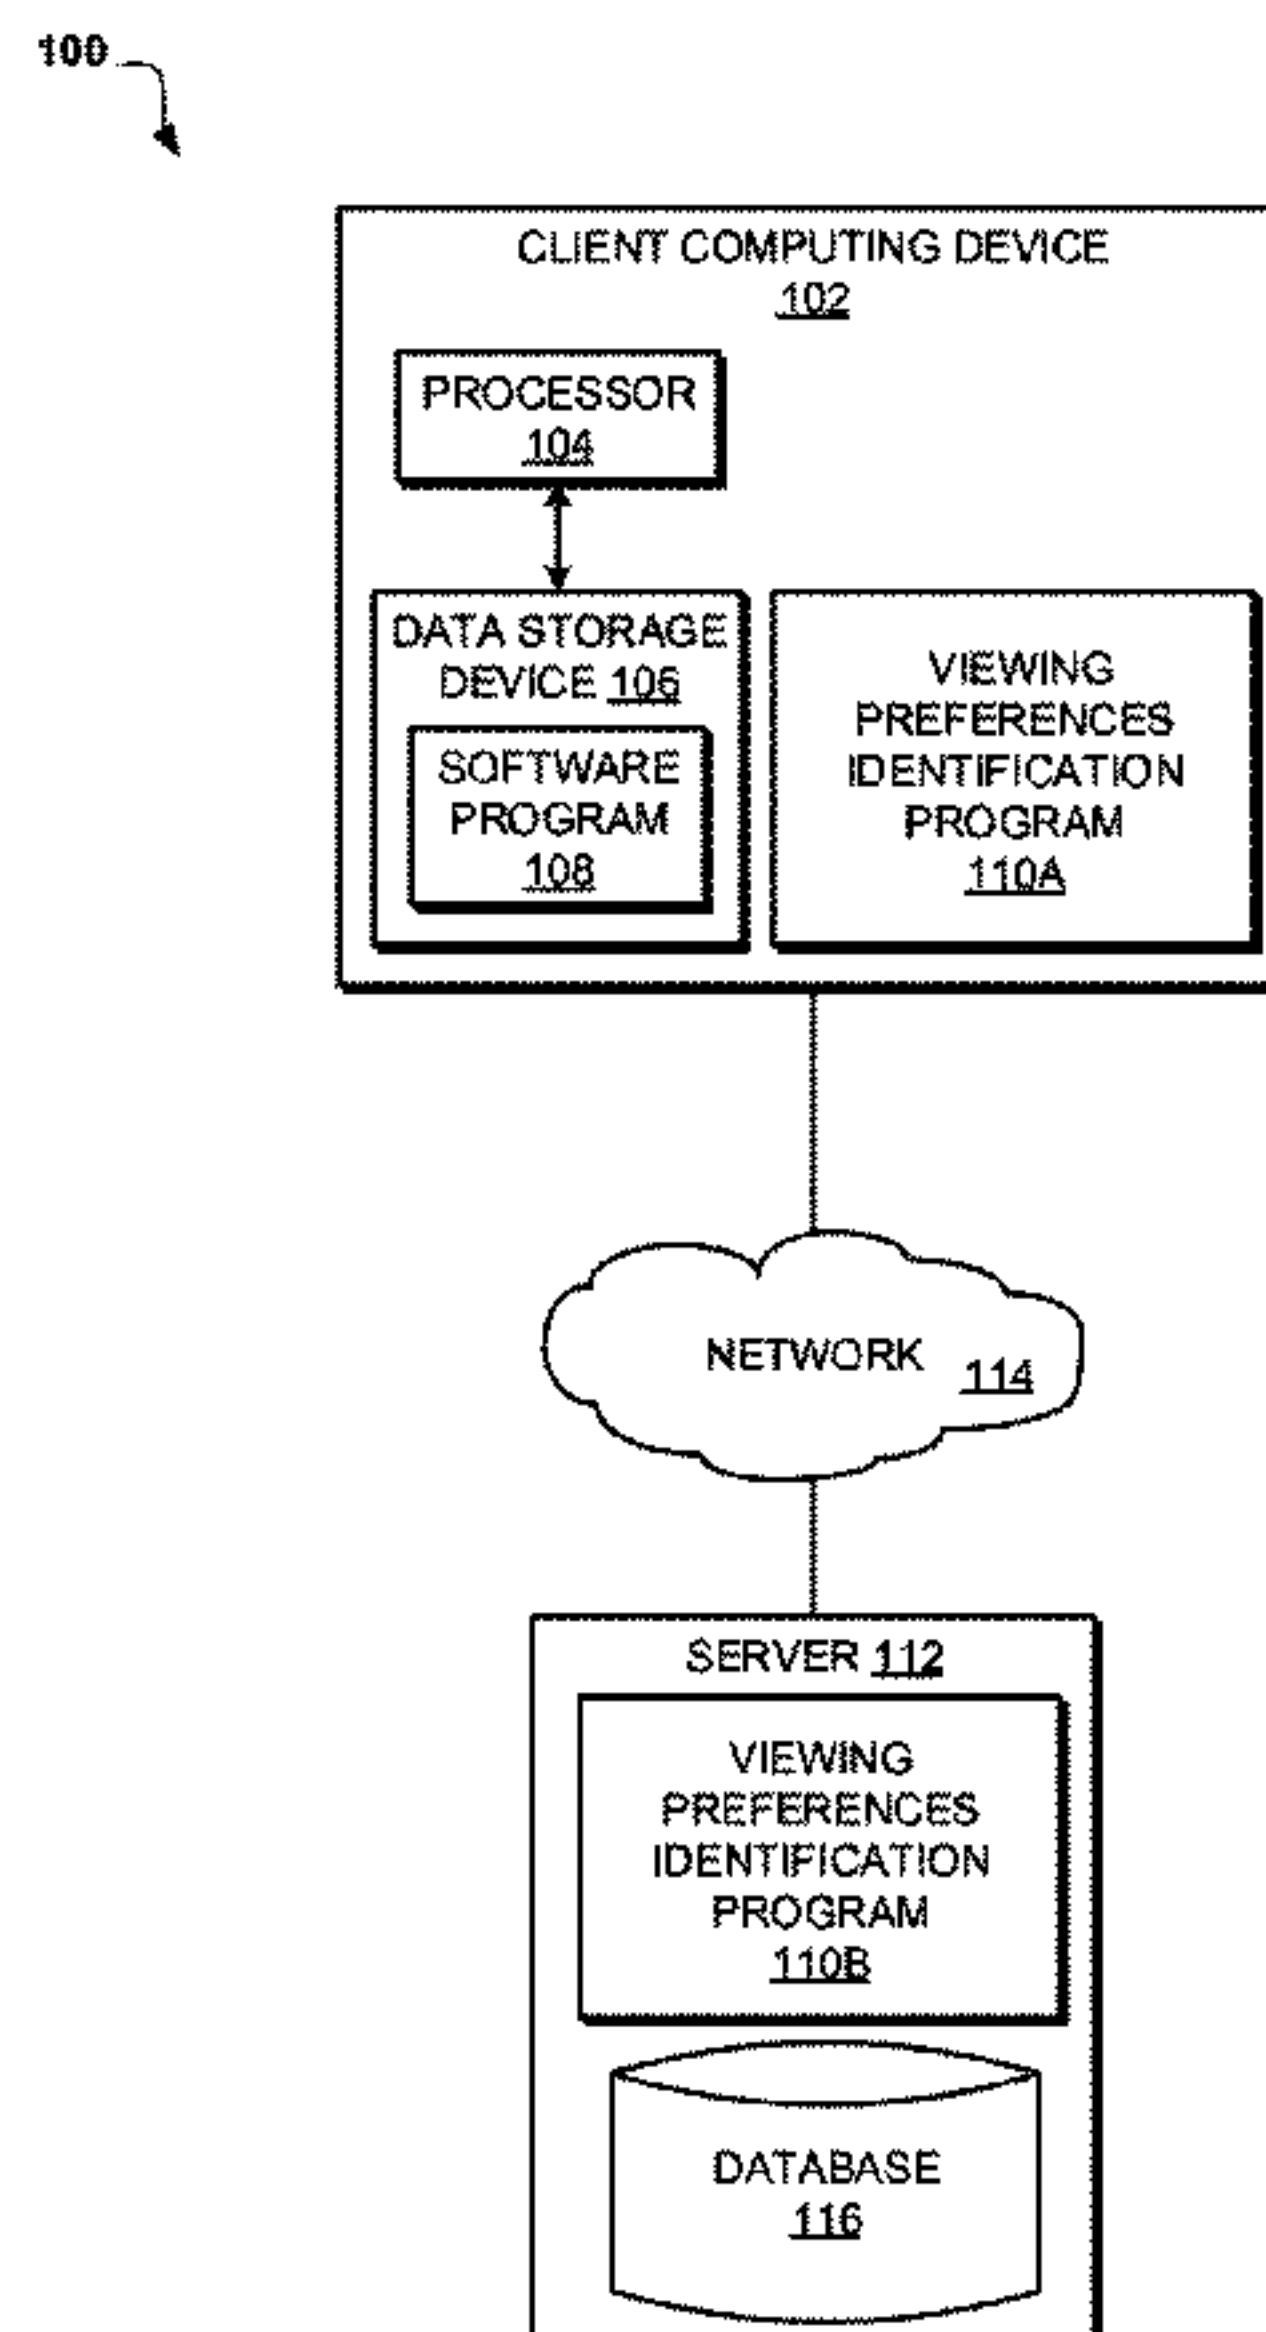 100
CLIENT COMPUTING DEVICE
102
PROCESSOR
104
DATA STORAGE
DEVICE 106
SOFTWARE
PROGRAM
108
VIEWING
PREFERENCES
IDENTIFICATION
PROGRAM
110A
NETWORK 114
SERVER 112
VIEWING
PREFERENCES
IDENTIFICATION
PROGRAM
110B
DATABASE
116